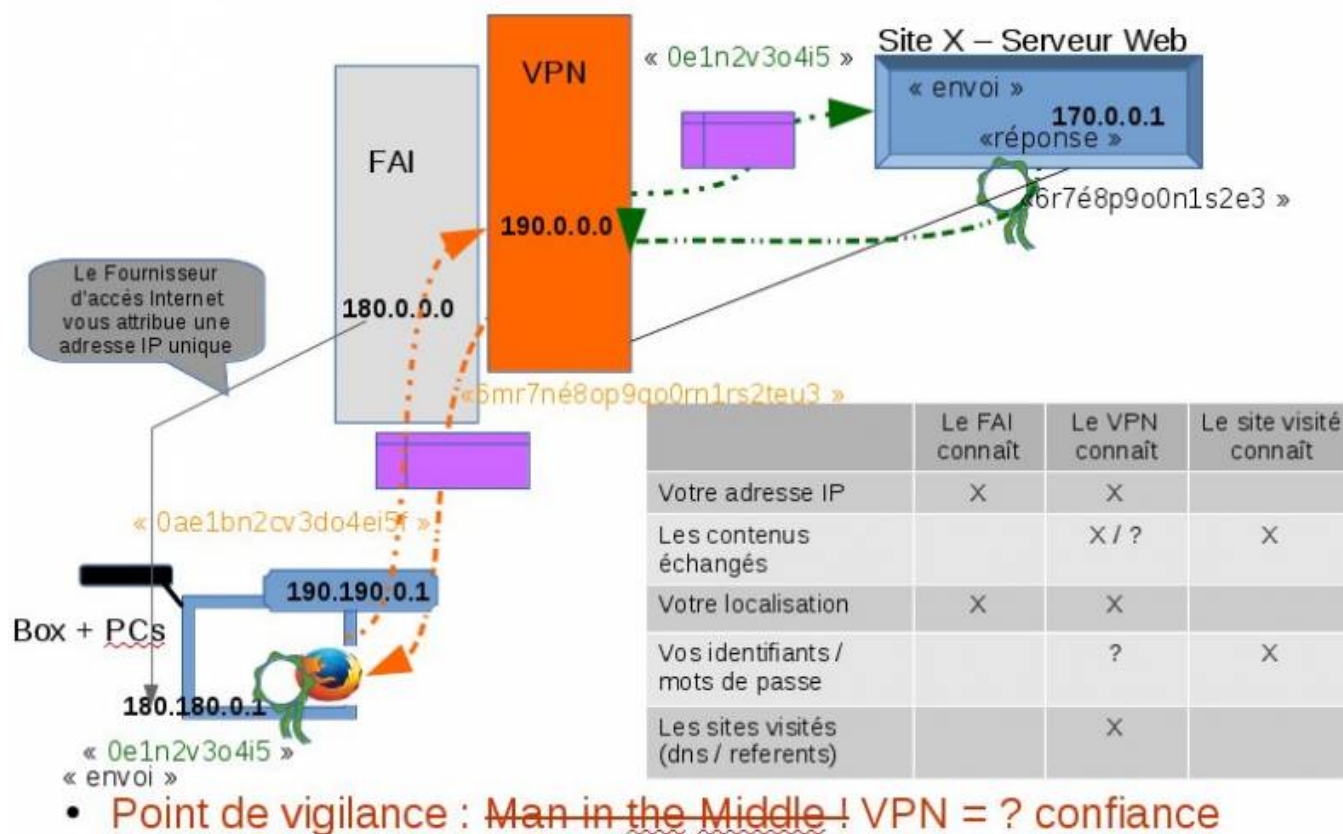 VPN
« 0e1n2v3o4i5 »
Site X – Serveur Web
« envoi »
170.0.0.1
«réponse »
«6r7é8p9o0n1s2e3 »
FAI
190.0.0.0
180.0.0.0
Le Fournisseur
d'accès Internet
vous attribue une
adresse IP unique
«6mr7né8op9qo0rn1rs2teu3 »
« 0ae1bn2cv3do4ei5f »
190.190.0.1
Box + PCs
180.180.0.1
« 0e1n2v3o4i5 »
« envoi »
Le FAI connaît
Le VPN connaît
Le site visité connaît
Votre adresse IP X X
Les contenus
échangés X / ? X
Votre localisation X X
Vos identifiants /
mots de passe ? X
Les sites visités
(dns / referents) X
• Point de vigilance : Man in the Middle ! VPN = ? confiance